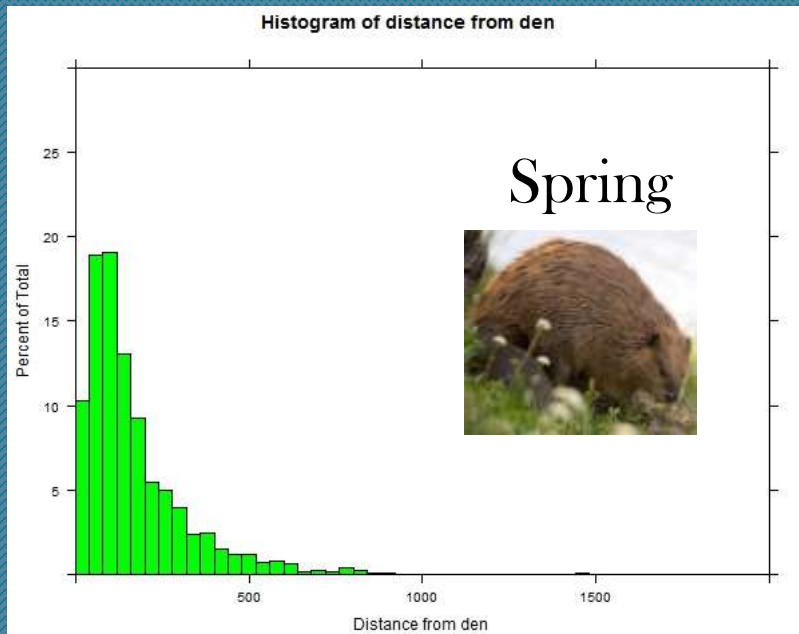 Histogram of distance from den
25
20
15
10
5
Percent of Total
Spring
500
1000
1500
Distance from den